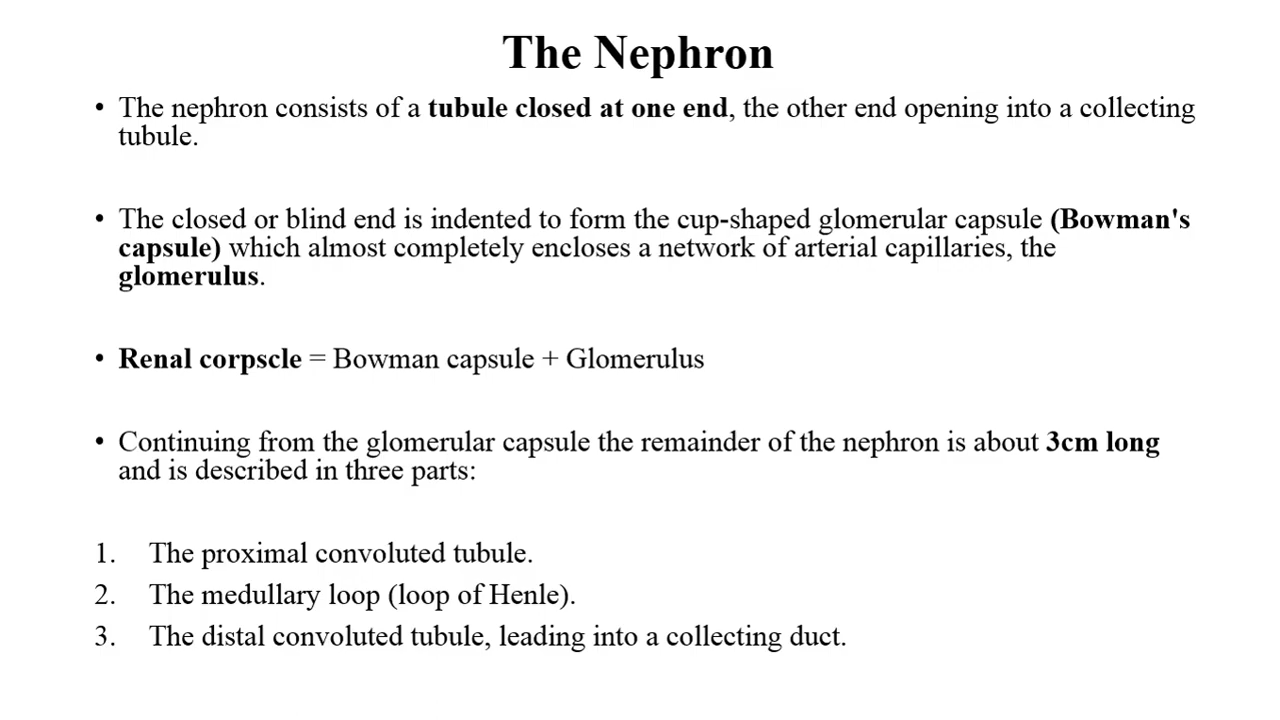 The Nephron
• The nephron consists of a tubule closed at one end, the other end opening into a collecting
tubule.
• The closed or blind end is indented to form the cup-shaped glomerular capsule (Bowman's
capsule) which almost completely encloses a network of arterial capillaries, the
glomerulus.
• Renal corpscle = Bowman capsule + Glomerulus
• Continuing from the glomerular capsule the remainder of the nephron is about 3cm long
and is described in three parts:
1. The proximal convoluted tubule.
2. The medullary loop (loop of Henle).
3. The distal convoluted tubule, leading into a collecting duct.